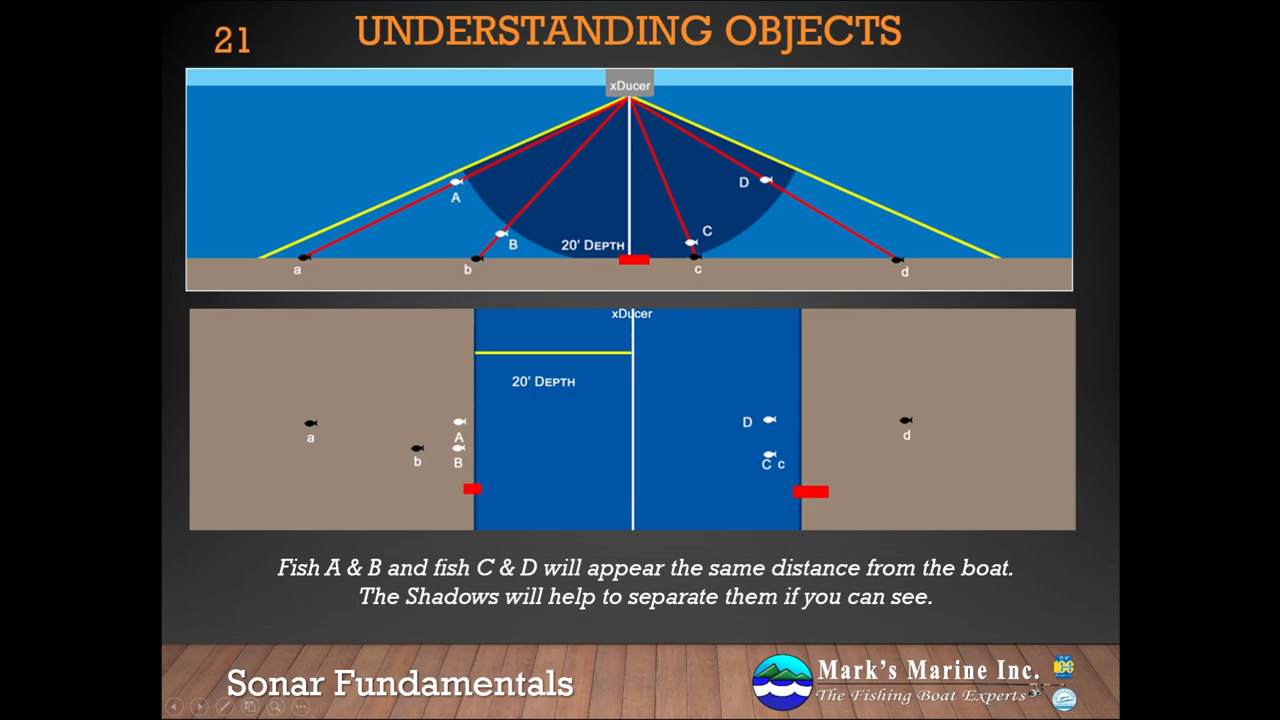 21
UNDERSTANDING OBJECTS
xDucer
A
D
B
C
20' DEPTH
a
b
c
d
xDucer
20' DEPTH
A
D
a
d
B
b
C c
Fish A & B and fish C & D will appear the same distance from the boat.
The Shadows will help to separate them if you can see.
Sonar Fundamentals
Mark's Marine Inc.
The Fishing Boat Experts